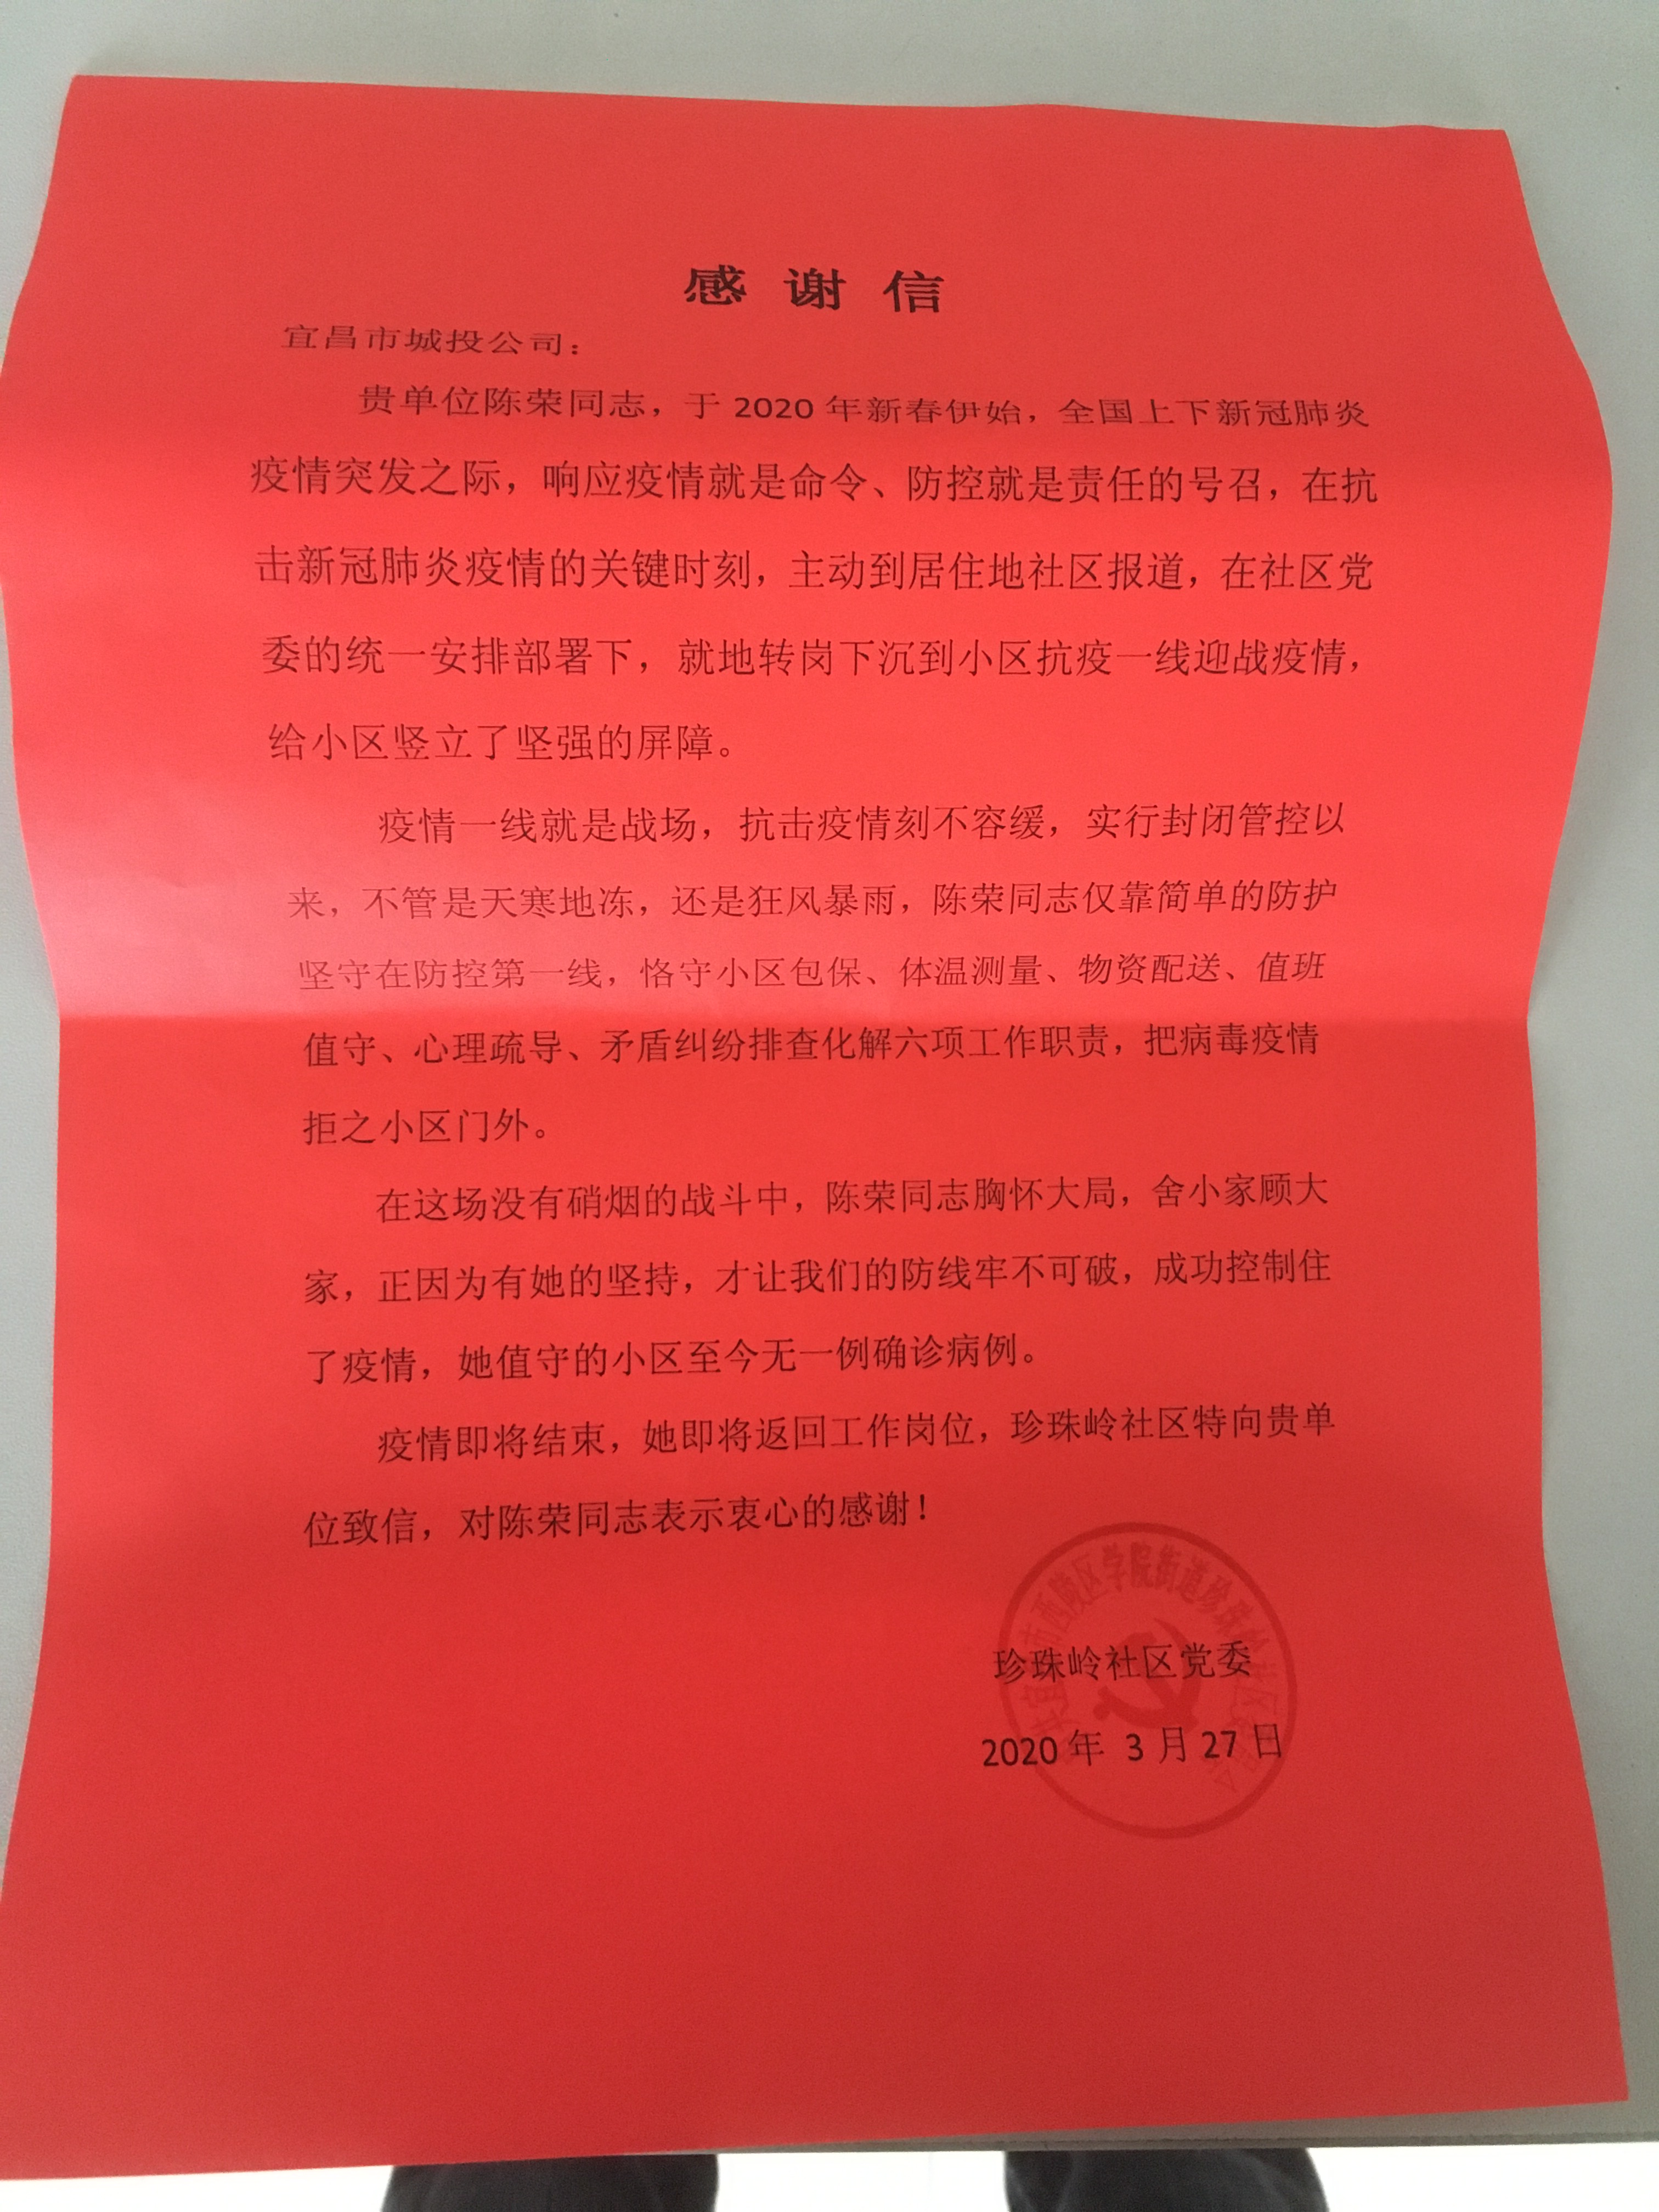 感谢信
宜昌市城投公司：
贵单位陈荣同志，于 2020 年新春伊始，全国上下新冠肺炎
疫情突发之际，响应疫情就是命令、防控就是责任的号召，在抗
击新冠肺炎疫情的关键时刻，主动到居住地社区报道，在社区党
委的统一安排部署下，就地转岗下沉到小区抗疫一线迎战疫情，
给小区竖立了坚强的屏障。
疫情一线就是战场，抗击疫情刻不容缓，实行封闭管控以
来，不管是天寒地冻，还是狂风暴雨，陈荣同志仅靠简单的防护
坚守在防控第一线，恪守小区包保、体温测量、物资配送、值班
值守、心理疏导、矛盾纠纷排查化解六项工作职责，把病毒疫情
拒之小区门外。
在这场没有硝烟的战斗中，陈荣同志胸怀大局，舍小家顾大
家，正因为有她的坚持，才让我们的防线牢不可破，成功控制住
了疫情，她值守的小区至今无一例确诊病例。
疫情即将结束，她即将返回工作岗位，珍珠岭社区特向贵单
位致信，对陈荣同志表示衷心的感谢！
市西陵区学院街道珍珠岭社区
珍珠岭社区党委
2020 年 3 月 27 日